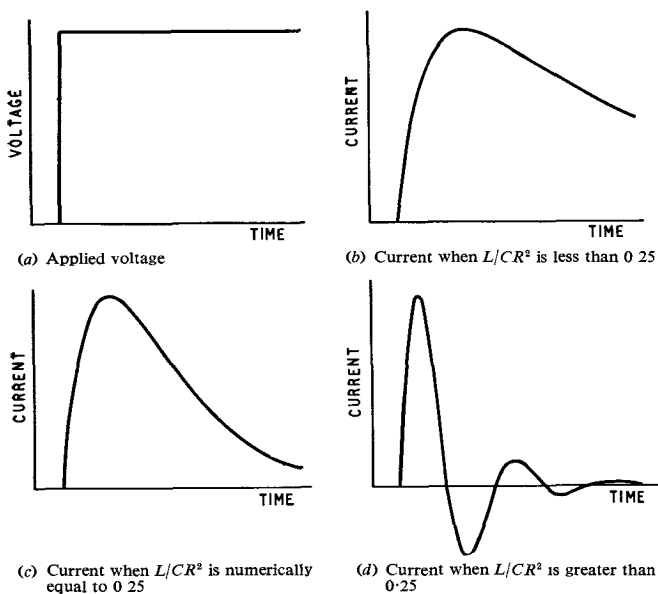 VOLTAGE
TIME
(a) Applied voltage
CURRENT
TIME
(b) Current when L/CR² is less than 0 25
CURRENT
TIME
(c) Current when L/CR² is numerically
equal to 0 25
CURRENT
TIME
(d) Current when L/CR² is greater than
0·25